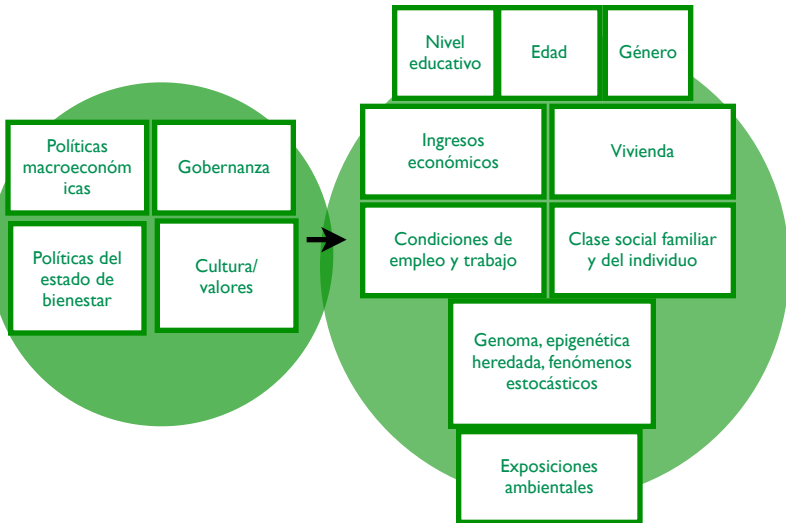 Políticas
macroeconóm
icas
Gobernanza
Políticas del
estado de
bienestar
Cultura/
valores
Nivel
educativo
Edad
Género
Ingresos
económicos
Vivienda
Condiciones de
empleo y trabajo
Clase social familiar
y del individuo
Genoma, epigenética
heredada, fenómenos
estocásticos
Exposiciones
ambientales